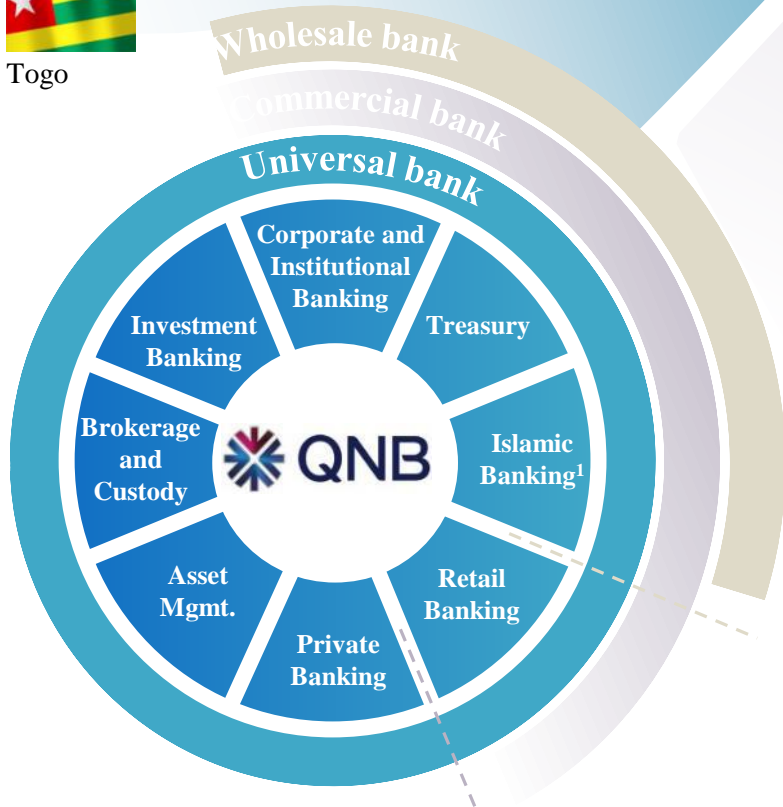 Togo
Wholesale bank
Commercial bank
Universal bank
Corporate and
Institutional
Banking
Treasury
Investment
Banking
Brokerage
and
Custody
QNB
Islamic
Banking¹
Asset
Mgmt.
Retail
Banking
Private
Banking